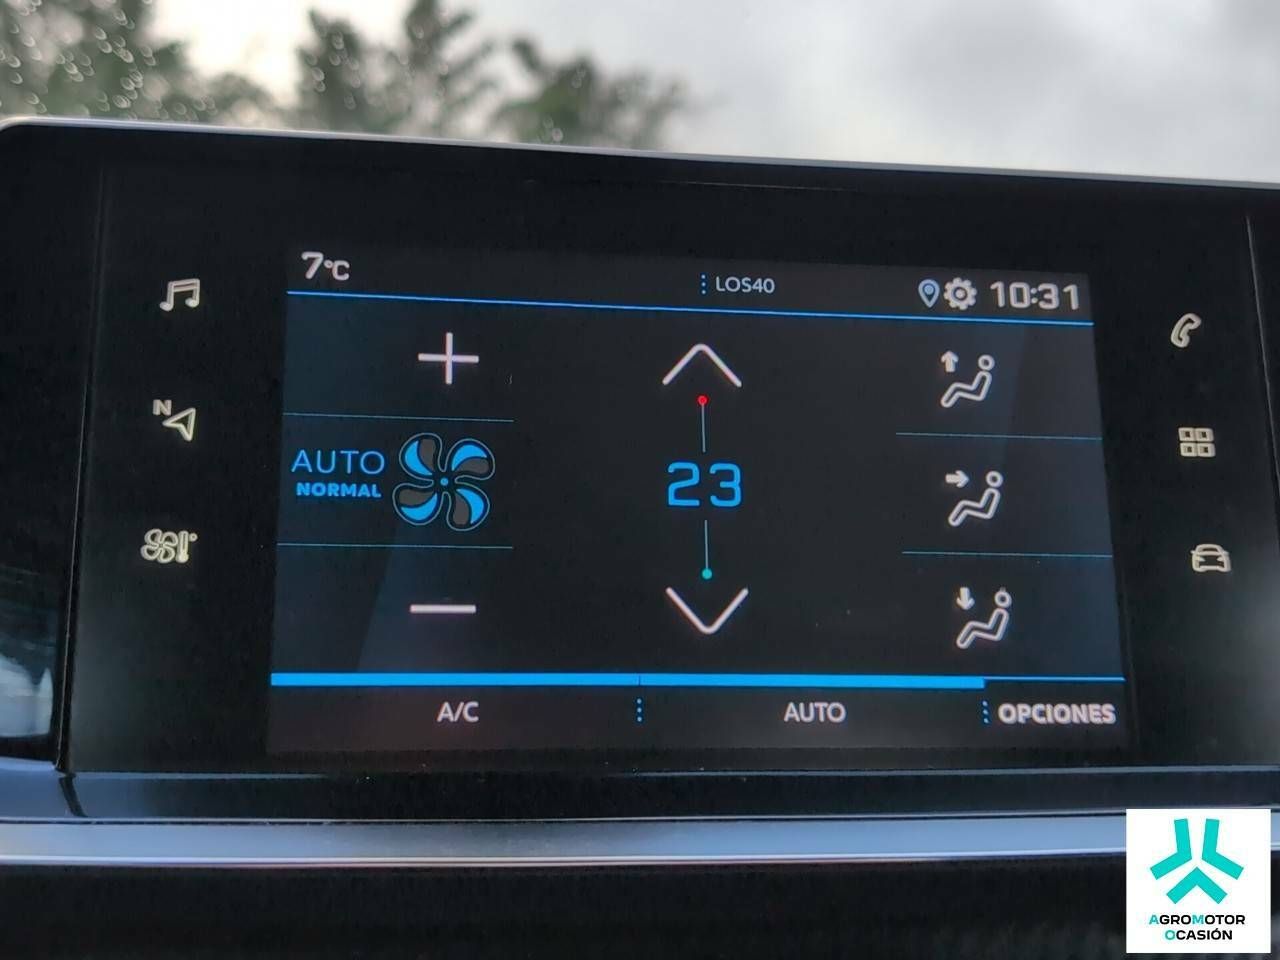 7°C
LOS40
10:31
N
AUTO
NORMAL
23
A/C
AUTO
OPCIONES
AGROMOTOR
OCASIÓN